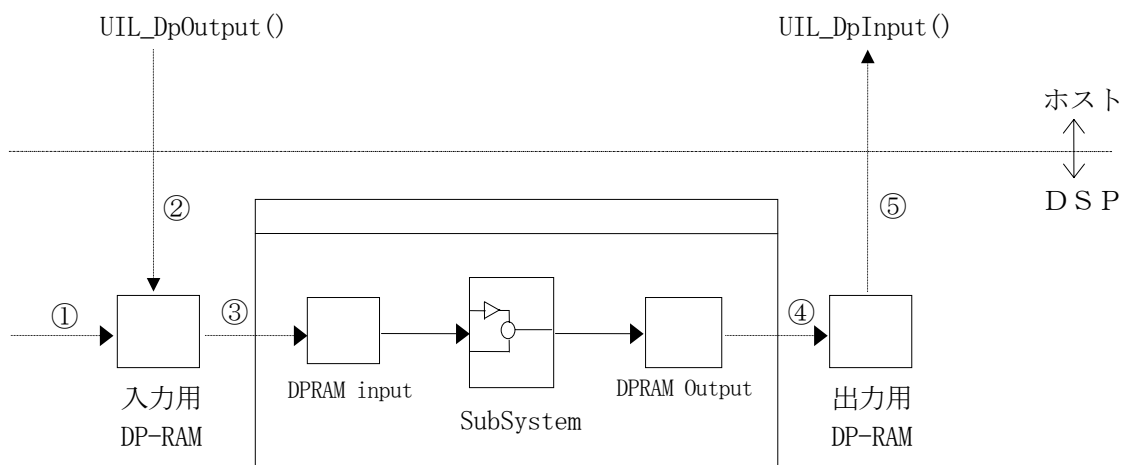 UIL_DpOutput()
UIL_DpInput()
ホスト
DSP
②
⑤
①
③
④
DPRAM input
SubSystem
DPRAM Output
入力用
DP-RAM
出力用
DP-RAM